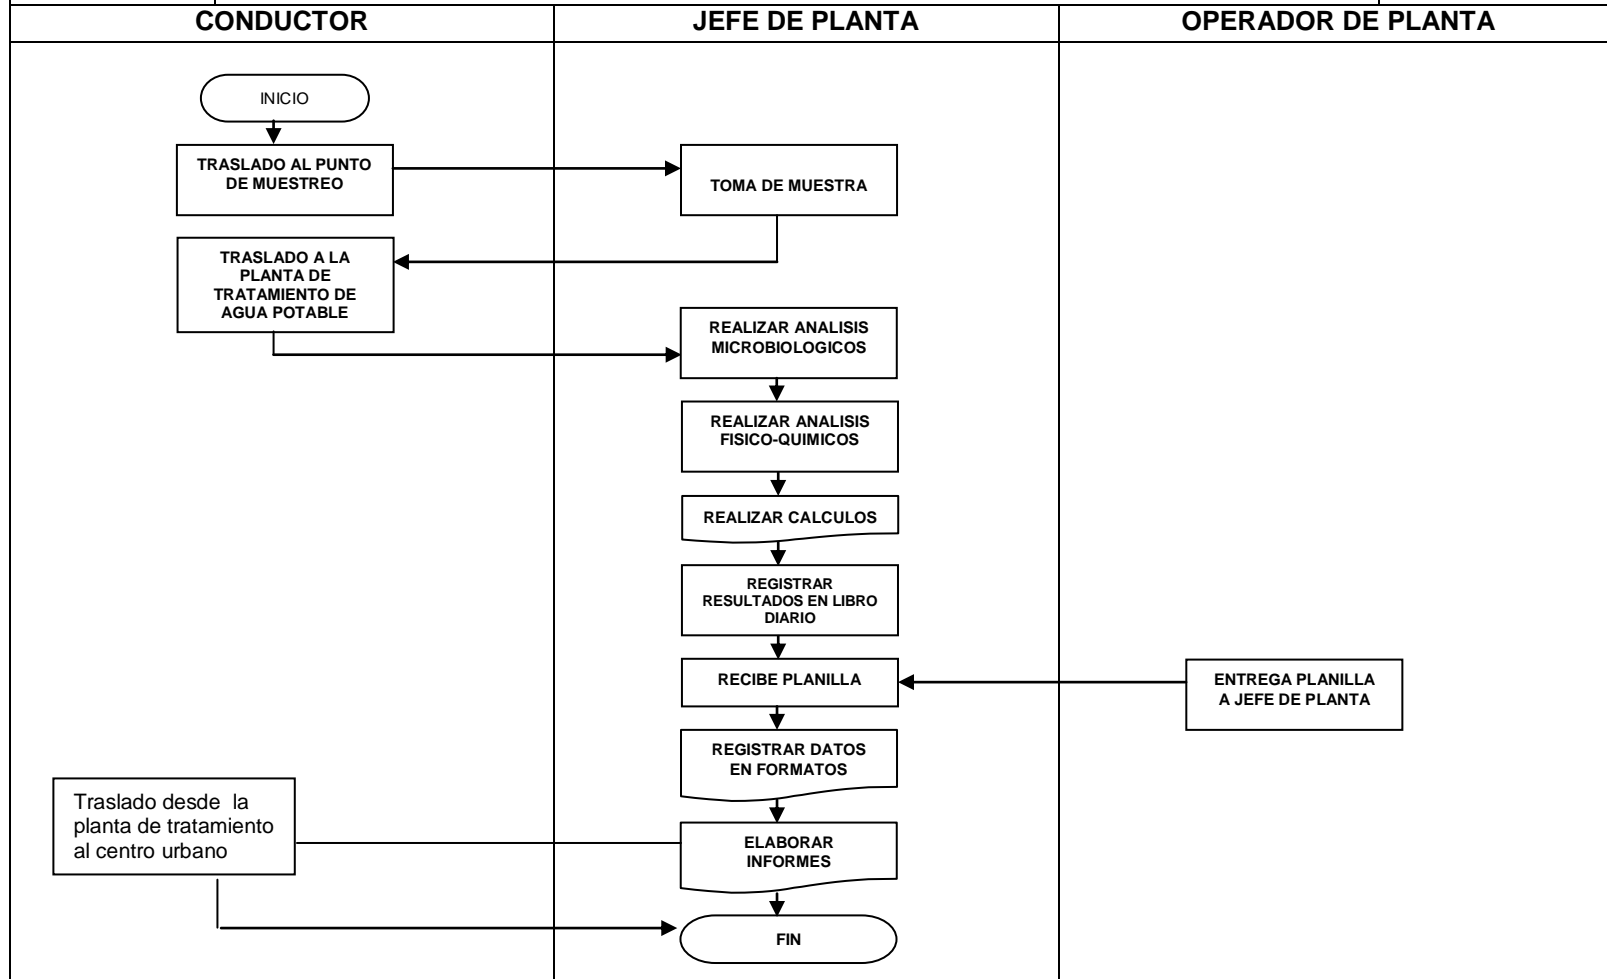 CONDUCTOR
JEFE DE PLANTA
OPERADOR DE PLANTA
INICIO
TRASLADO AL PUNTO
DE MUESTREO
TOMA DE MUESTRA
TRASLADO A LA
PLANTA DE
TRATAMIENTO DE
AGUA POTABLE
REALIZAR ANALISIS
MICROBIOLOGICOS
REALIZAR ANALISIS
FISICO-QUIMICOS
REALIZAR CALCULOS
REGISTRAR
RESULTADOS EN LIBRO
DIARIO
RECIBE PLANILLA
ENTREGA PLANILLA
A JEFE DE PLANTA
REGISTRAR DATOS
EN FORMATOS
Traslado desde la
planta de tratamiento
al centro urbano
ELABORAR
INFORMES
FIN